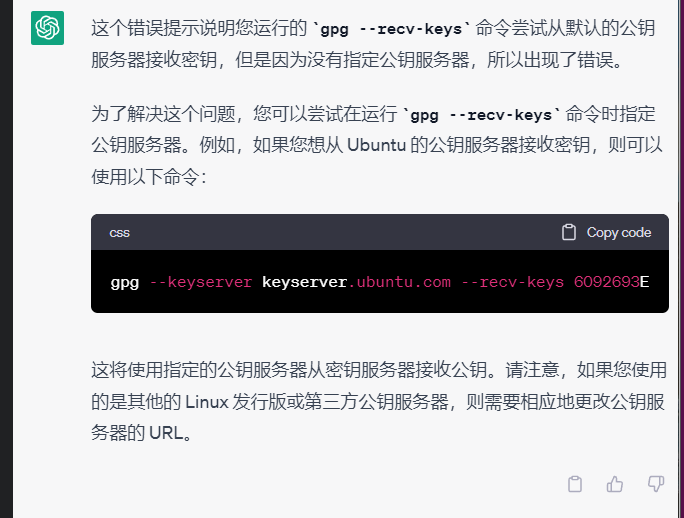 这个错误提示说明您运行的 `gpg --recv-keys` 命令尝试从默认的公钥
服务器接收密钥，但是因为没有指定公钥服务器，所以出现了错误。
为了解决这个问题，您可以尝试在运行 `gpg --recv-keys` 命令时指定
公钥服务器。例如，如果您想从 Ubuntu 的公钥服务器接收密钥，则可以
使用以下命令：
css
Copy code
gpg --keyserver keyserver.ubuntu.com --recv-keys 6092693E
这将使用指定的公钥服务器从密钥服务器接收公钥。请注意，如果您使用
的是其他的 Linux 发行版或第三方公钥服务器，则需要相应地更改公钥服
务器的 URL。